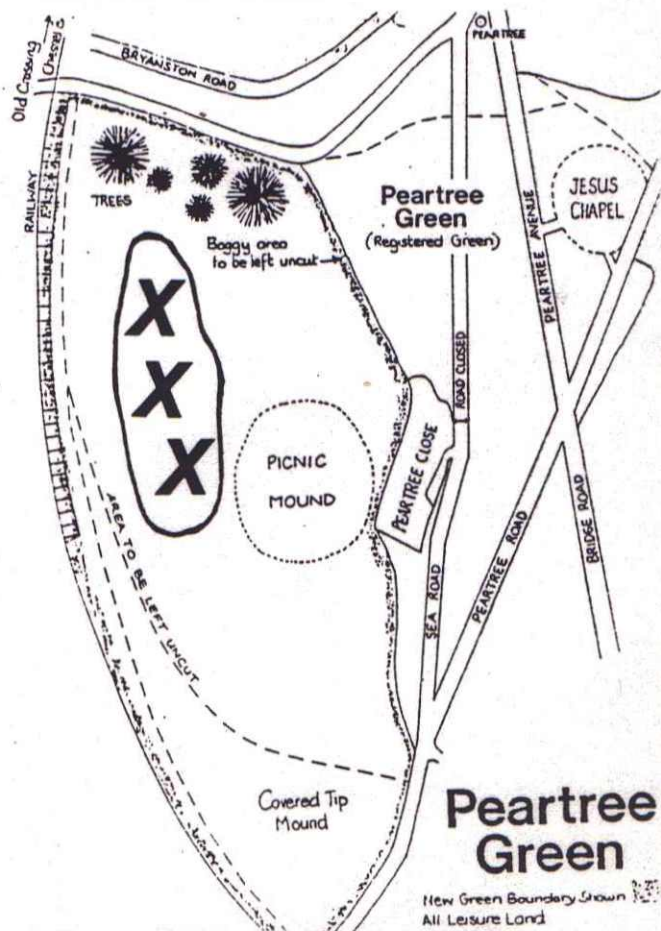 PEARTREE
BRYANSTON ROAD
Old Crossing
RAILWAY
TREES
Boggy area
to be left uncut
Peartree
Green
(Registered Green)
JESUS
CHAPEL
PEARTREE AVENUE
ROAD CLOSED
X
X
X
PICNIC
MOUND
PEARTREE CLOSE
AREA TO BE LEFT UNCUT
SEA ROAD
PEARTREE ROAD
BRIDGE ROAD
Covered Tip
Mound
Peartree
Green
New Green Boundary Shown
All Leisure Land